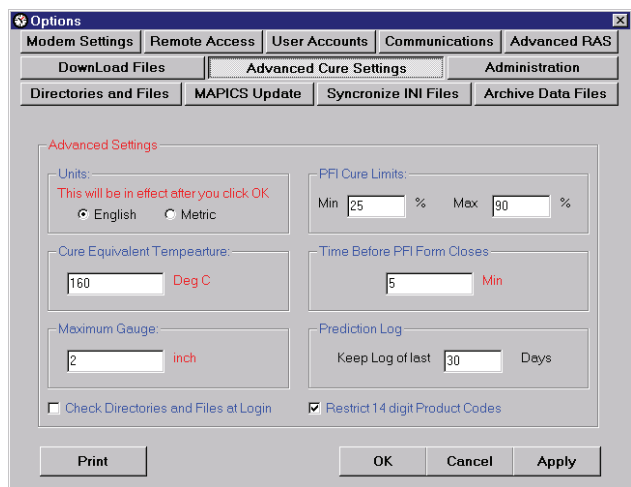 Options
Modem Settings Remote Access User Accounts Communications Advanced RAS
DownLoad Files Advanced Cure Settings Administration
Directories and Files MAPICS Update Syncronize INI Files Archive Data Files
Advanced Settings
Units:
This will be in effect after you click OK
English Metric
PFI Cure Limits:
Min 25 % Max 90 %
Cure Equivalent Tempearture:
160 Deg C
Time Before PFI Form Closes
5 Min
Maximum Gauge:
2 inch
Prediction Log
Keep Log of last 30 Days
Check Directories and Files at Login
Restrict 14 digit Product Codes
Print OK Cancel Apply